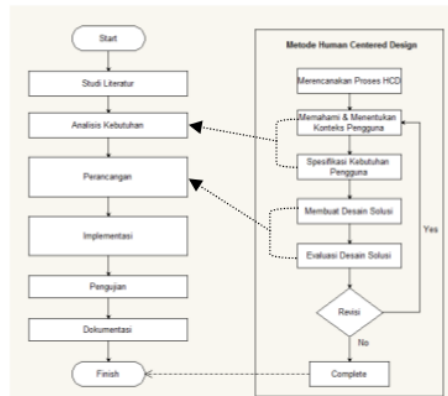 Start
Studi Literatur
Analisis Kebutuhan
Perancangan
Implementasi
Pengujian
Dokumentasi
Finish
Metode Human Centered Design
Merencanakan Proses HCD
Memahami & Menentukan
Konteks Pengguna
Spesifikasi Kebutuhan
Pengguna
Membuat Desain Solusi
Evaluasi Desain Solusi
Yes
Revisi
No
Complete